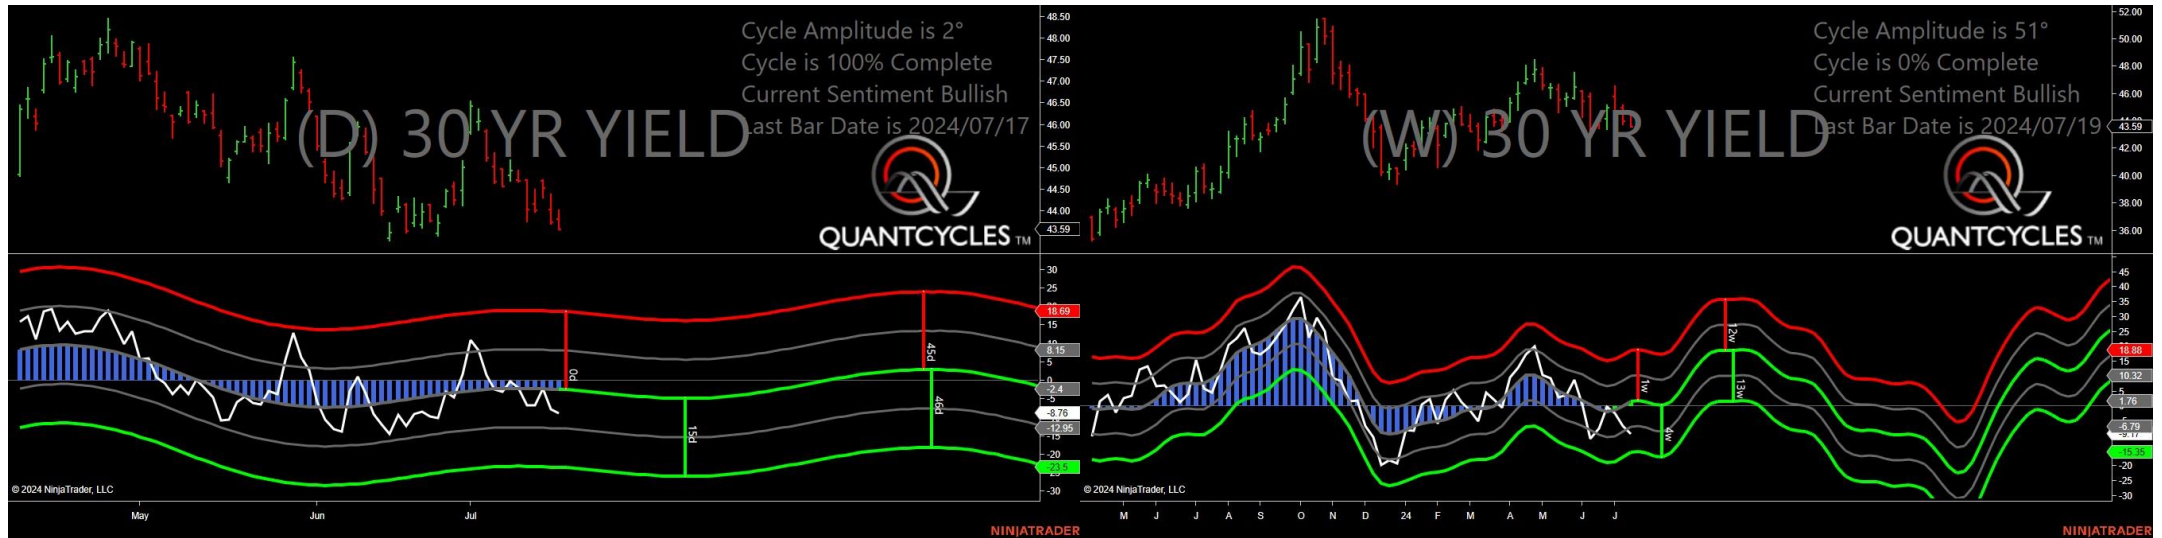 Cycle Amplitude is 2°
Cycle is 100% Complete
Current Sentiment Bullish
Last Bar Date is 2024/07/17
(D) 30 YR YIELD
QUANTCYCLES TM
48.50
48.00
47.50
47.00
46.50
46.00
45.50
45.00
44.50
44.00
43.59
30
25
18.69
15
8.15
5
0
-2.4
-5
-8.76
-12.95
-15
-20
-23.5
-30
0d
15d
45d
46d
© 2024 NinjaTrader, LLC
May
Jun
Jul
NINJATRADER
Cycle Amplitude is 51°
Cycle is 0% Complete
Current Sentiment Bullish
Last Bar Date is 2024/07/19
(W) 30 YR YIELD
QUANTCYCLES TM
52.00
50.00
48.00
46.00
43.59
42.00
40.00
38.00
36.00
45
40
35
30
25
18.88
10.32
5
1.76
-6.79
-9.17
-15.35
-20
-25
-30
1w
4w
12w
13w
© 2024 NinjaTrader, LLC
M
J
J
A
S
O
N
D
24
F
M
A
M
J
J
NINJATRADER